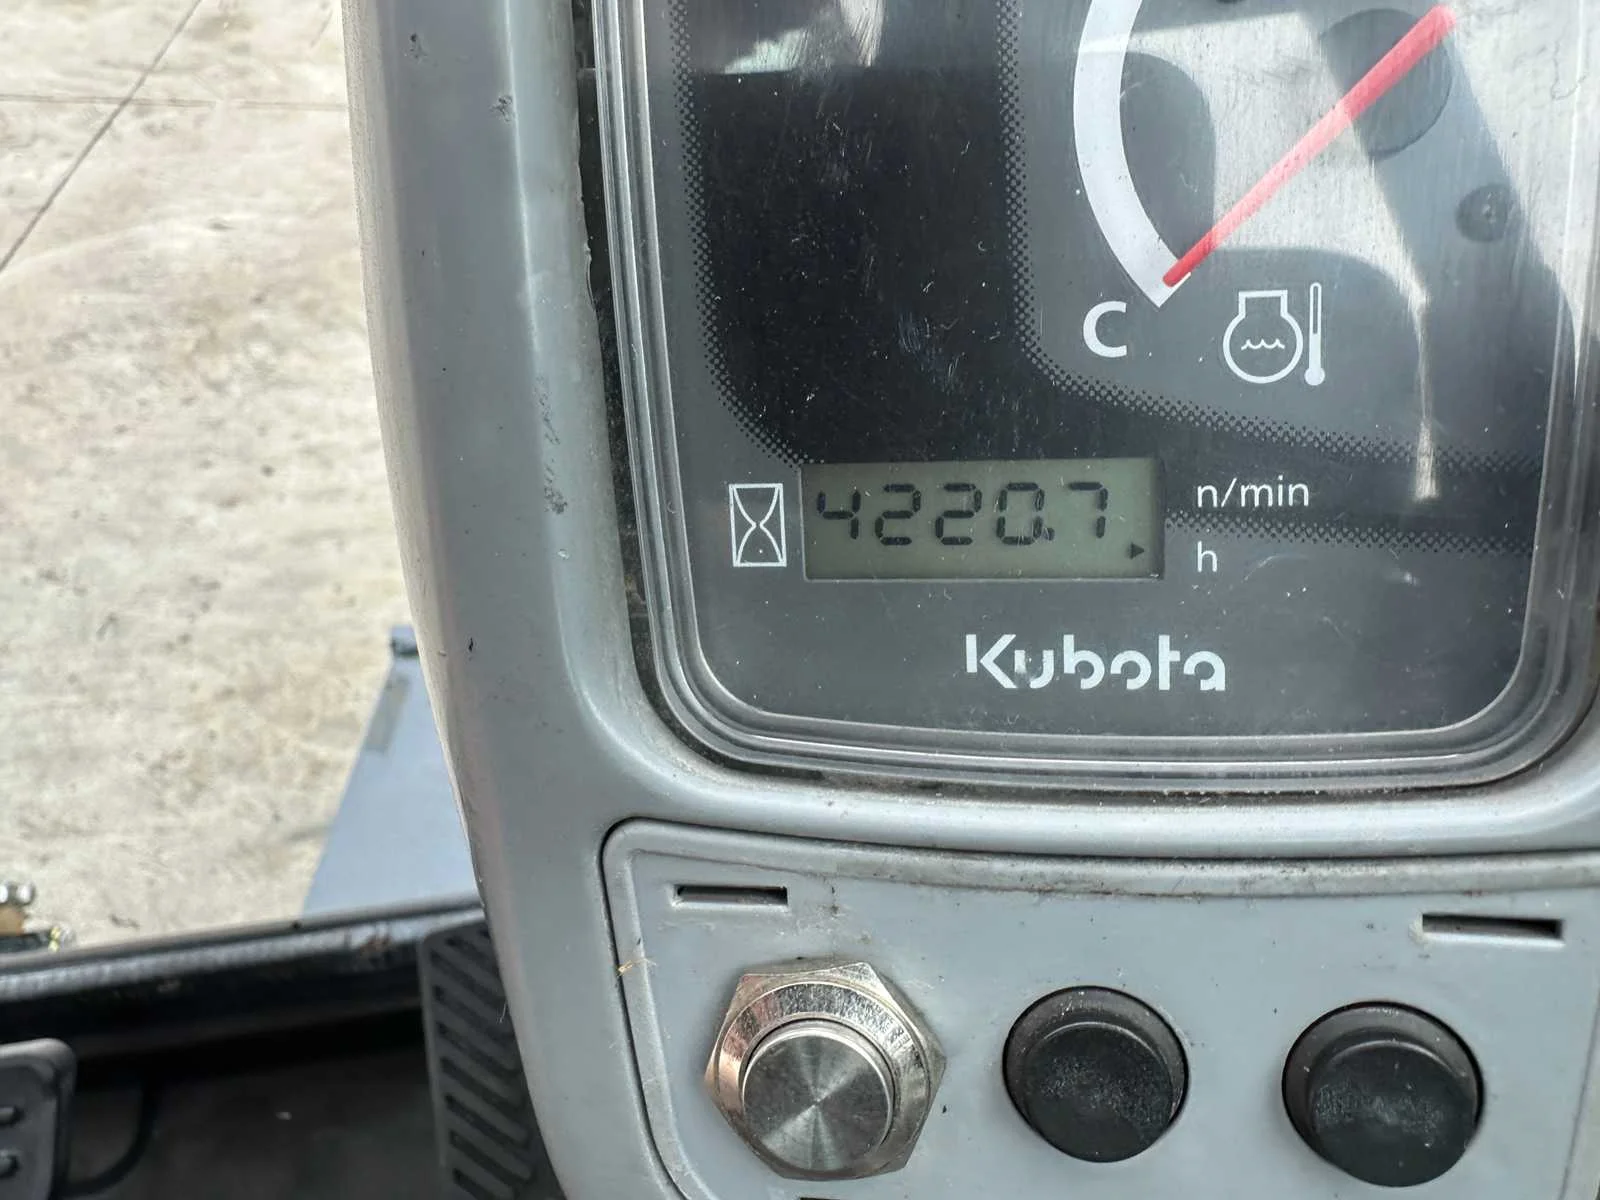 C
4220.7
n/min
h
Kubota